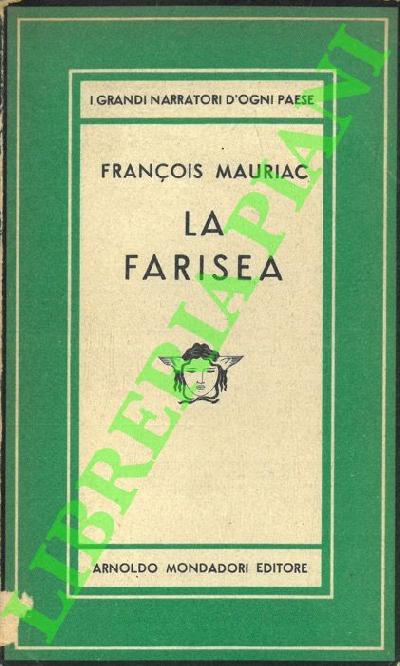 I GRANDI NARRATORI D'OGNI PAESE
FRANÇOIS MAURIAC
LA
FARISEA
ARNOLDO MONDADORI EDITORE
LIBRERIA PIANI